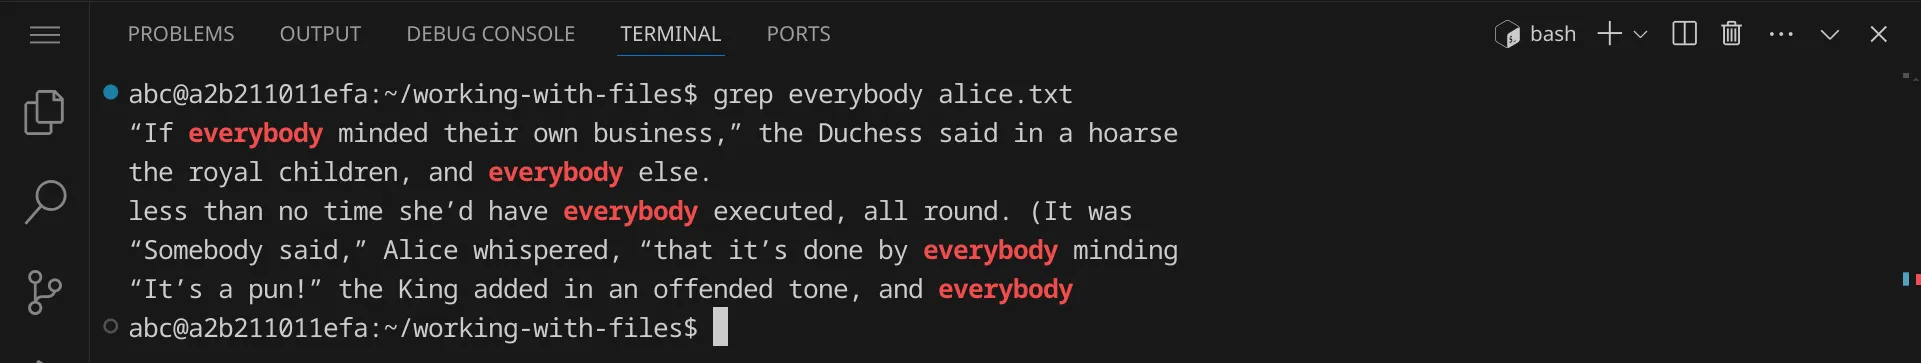 PROBLEMS OUTPUT DEBUG CONSOLE TERMINAL PORTS bash
abc@a2b211011efa:~/working-with-files$ grep everybody alice.txt
“If everybody minded their own business,” the Duchess said in a hoarse
the royal children, and everybody else.
less than no time she’d have everybody executed, all round. (It was
“Somebody said,” Alice whispered, “that it’s done by everybody minding
“It’s a pun!” the King added in an offended tone, and everybody
abc@a2b211011efa:~/working-with-files$